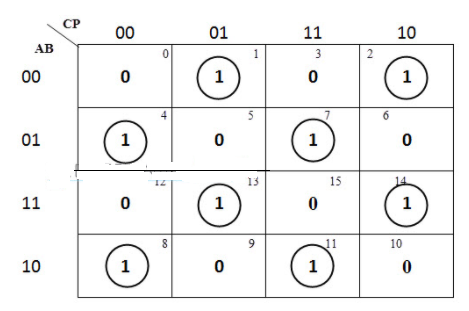 CP
00 01 11 10
AB
0 1 3 2
00 0 1 0 1
4 5 7 6
01 1 0 1 0
12 13 15 14
11 0 1 0 1
8 9 11 10
10 1 0 1 0